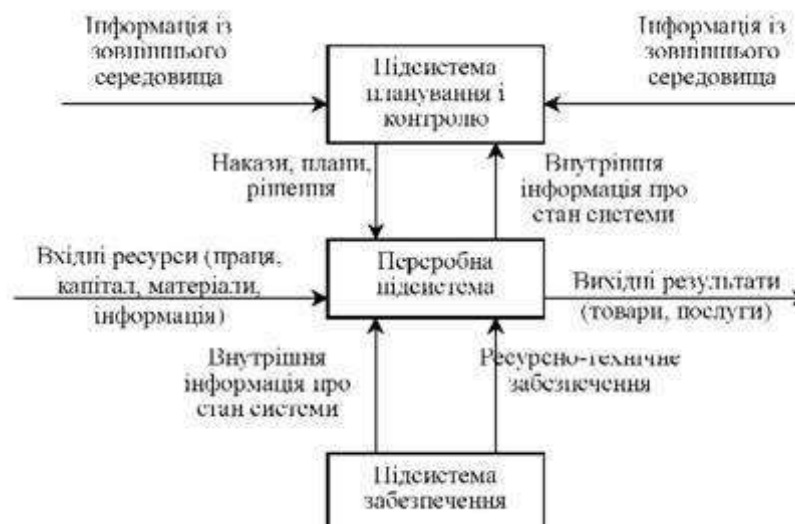 Інформація із
зовнішнього
середовища
Підсистема
планування і
контролю
Інформація із
зовнішнього
середовища
Накази, плани,
рішення
Внутрішня
інформація про
стан системи
Вхідні ресурси (праця,
капітал, матеріали,
інформація)
Переробна
підсистема
Вихідні результати
(товари, послуги)
Внутрішня
інформація про
стан системи
Ресурсно-технічне
забезпечення
Підсистема
забезпечення